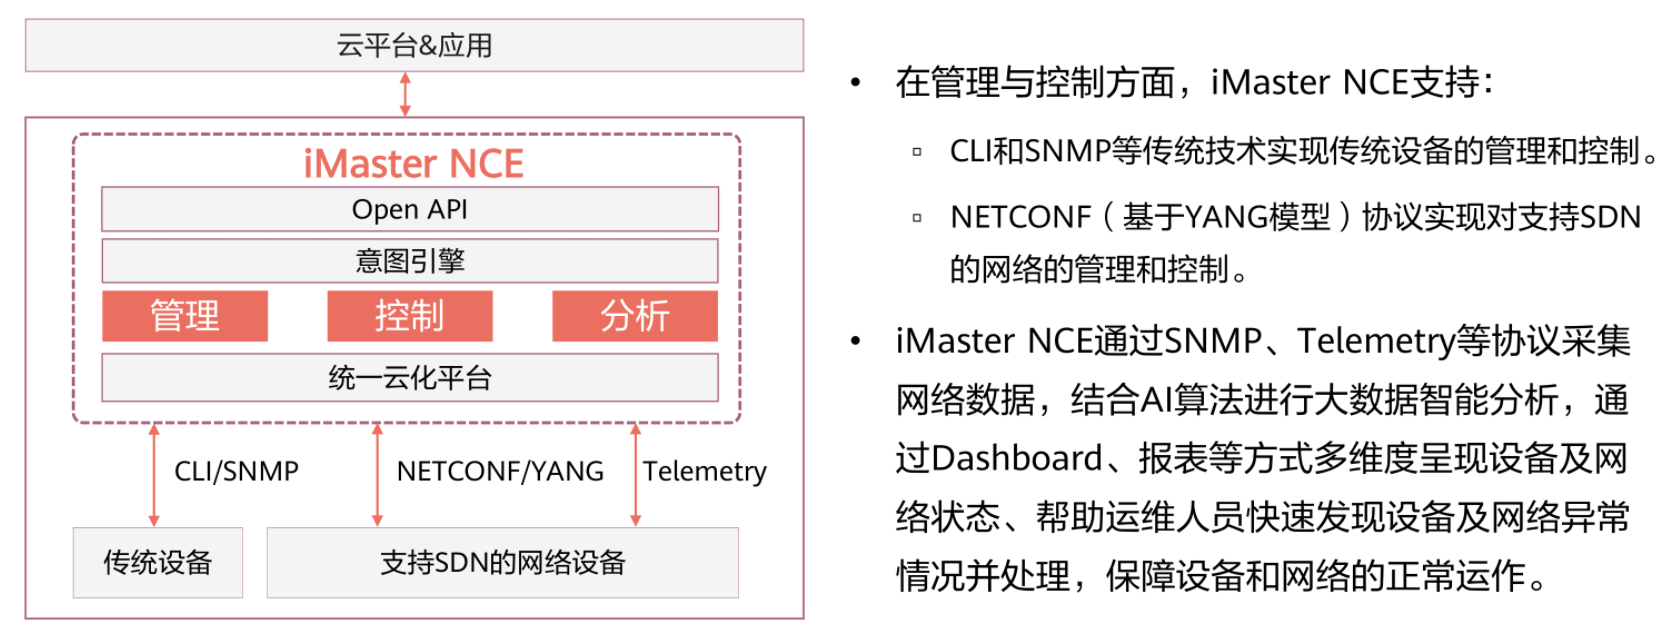 云平台&应用
iMaster NCE
Open API
意图引擎
管理 控制 分析
统一云化平台
CLI/SNMP NETCONF/YANG Telemetry
传统设备 支持SDN的网络设备
• 在管理与控制方面，iMaster NCE支持：
▫ CLI和SNMP等传统技术实现传统设备的管理和控制。
▫ NETCONF（基于YANG模型）协议实现对支持SDN
的网络的管理和控制。
• iMaster NCE通过SNMP、Telemetry等协议采集
网络数据，结合AI算法进行大数据智能分析，通
过Dashboard、报表等方式多维度呈现设备及网
络状态、帮助运维人员快速发现设备及网络异常
情况并处理，保障设备和网络的正常运作。